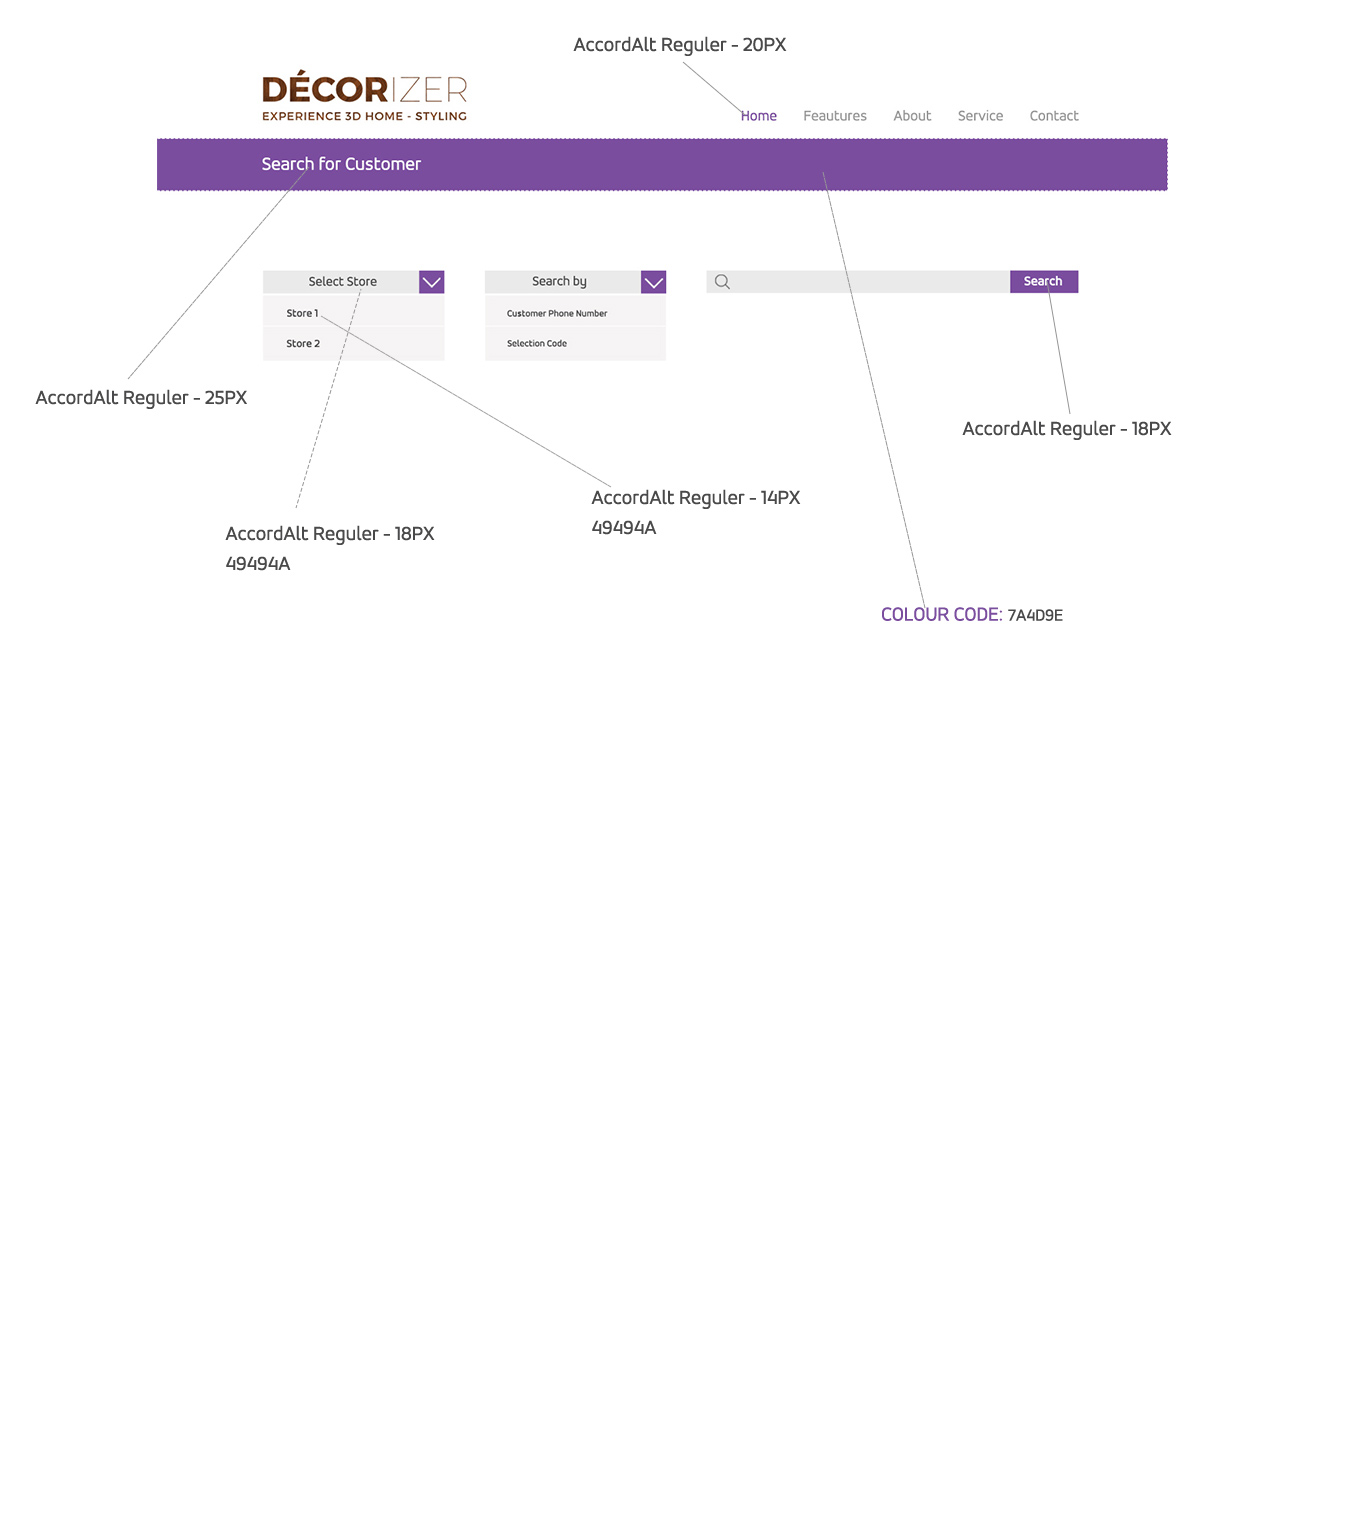 AccordAlt Reguler - 20PX
DÉCORIZER
EXPERIENCE 3D HOME - STYLING
Home Feautures About Service Contact
Search for Customer
Select Store
Store 1
Store 2
Search by
Customer Phone Number
Selection Code
Search
AccordAlt Reguler - 25PX
AccordAlt Reguler - 18PX
AccordAlt Reguler - 14PX
49494A
AccordAlt Reguler - 18PX
49494A
COLOUR CODE: 7A4D9E